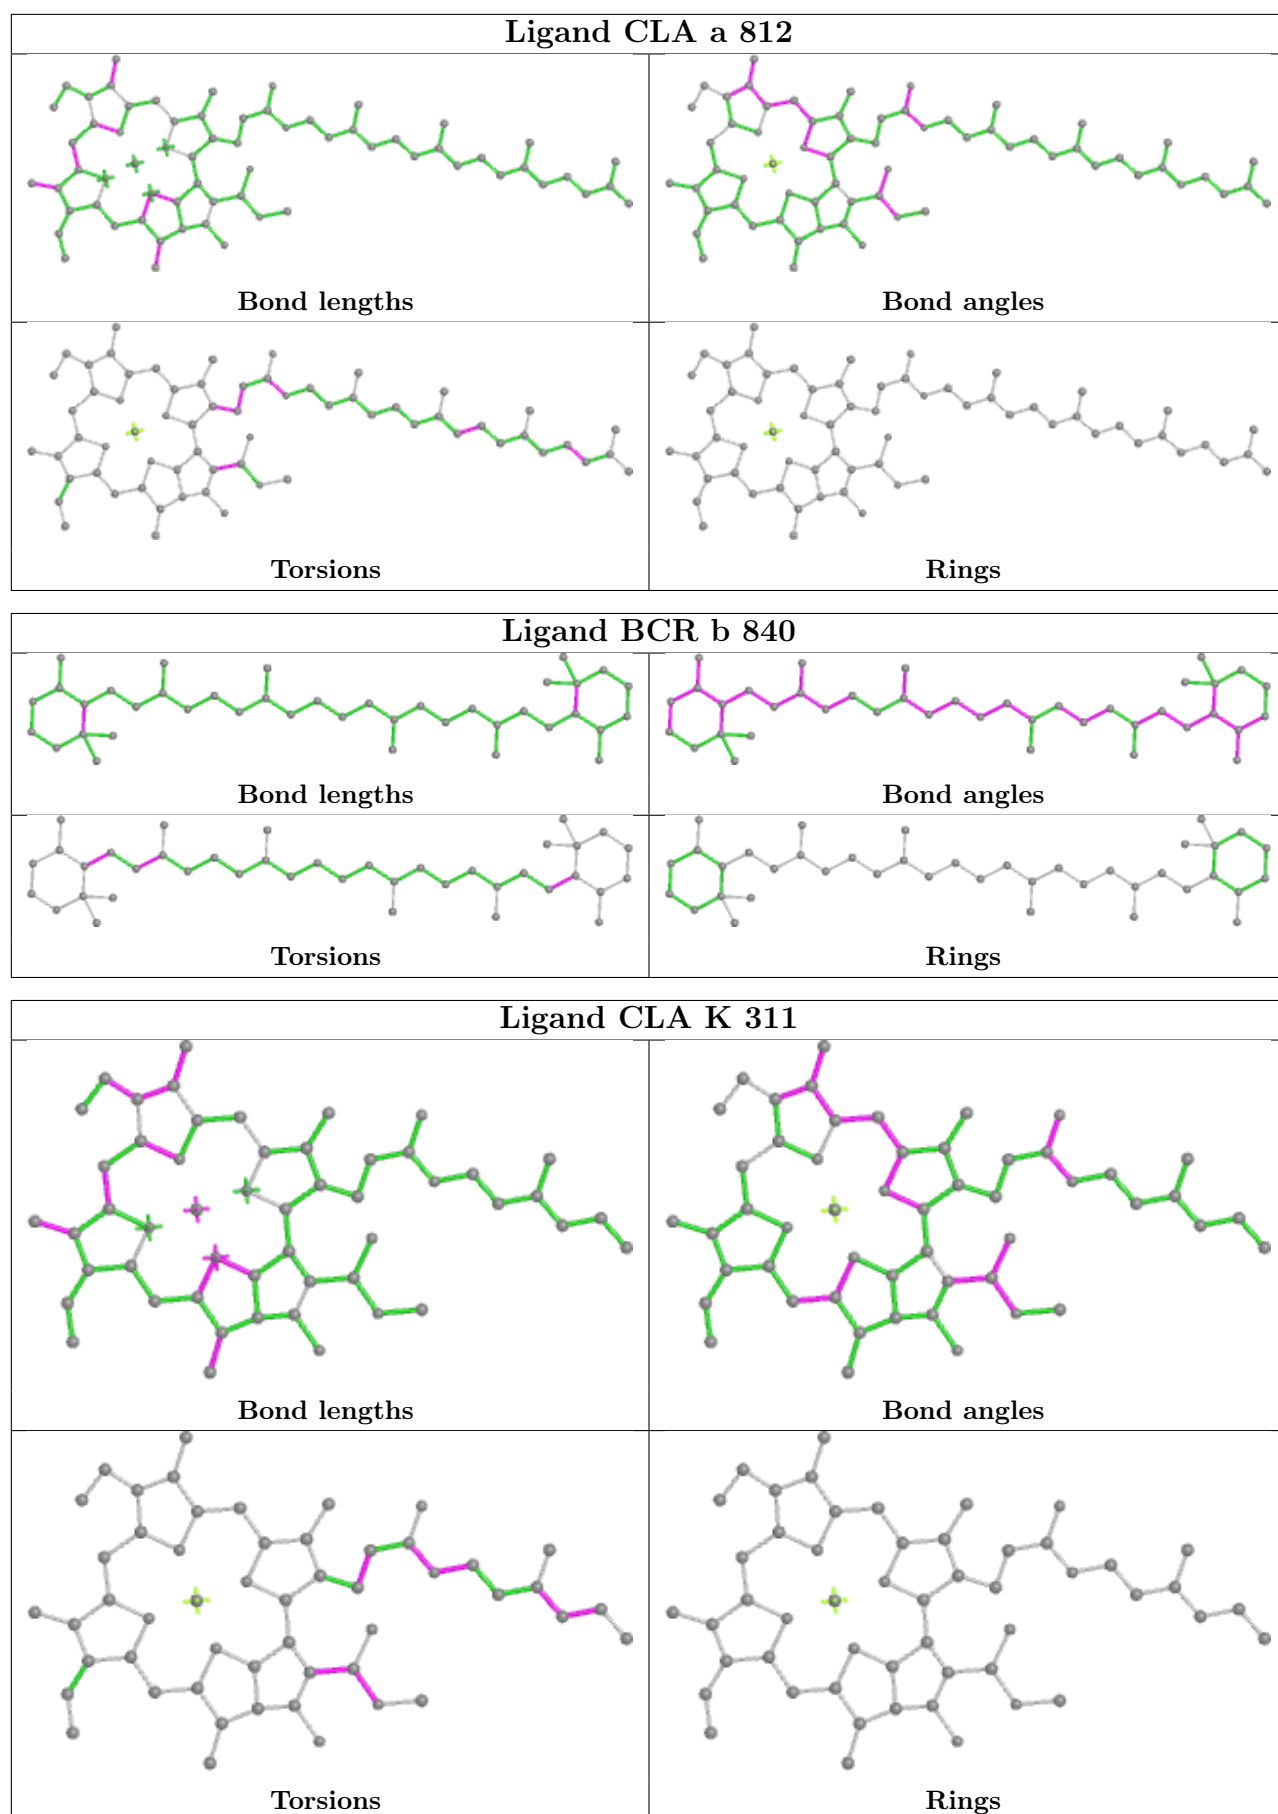 Ligand CLA a 812
Bond lengths
Bond angles
Torsions
Rings
Ligand BCR b 840
Bond lengths
Bond angles
Torsions
Rings
Ligand CLA K 311
Bond lengths
Bond angles
Torsions
Rings